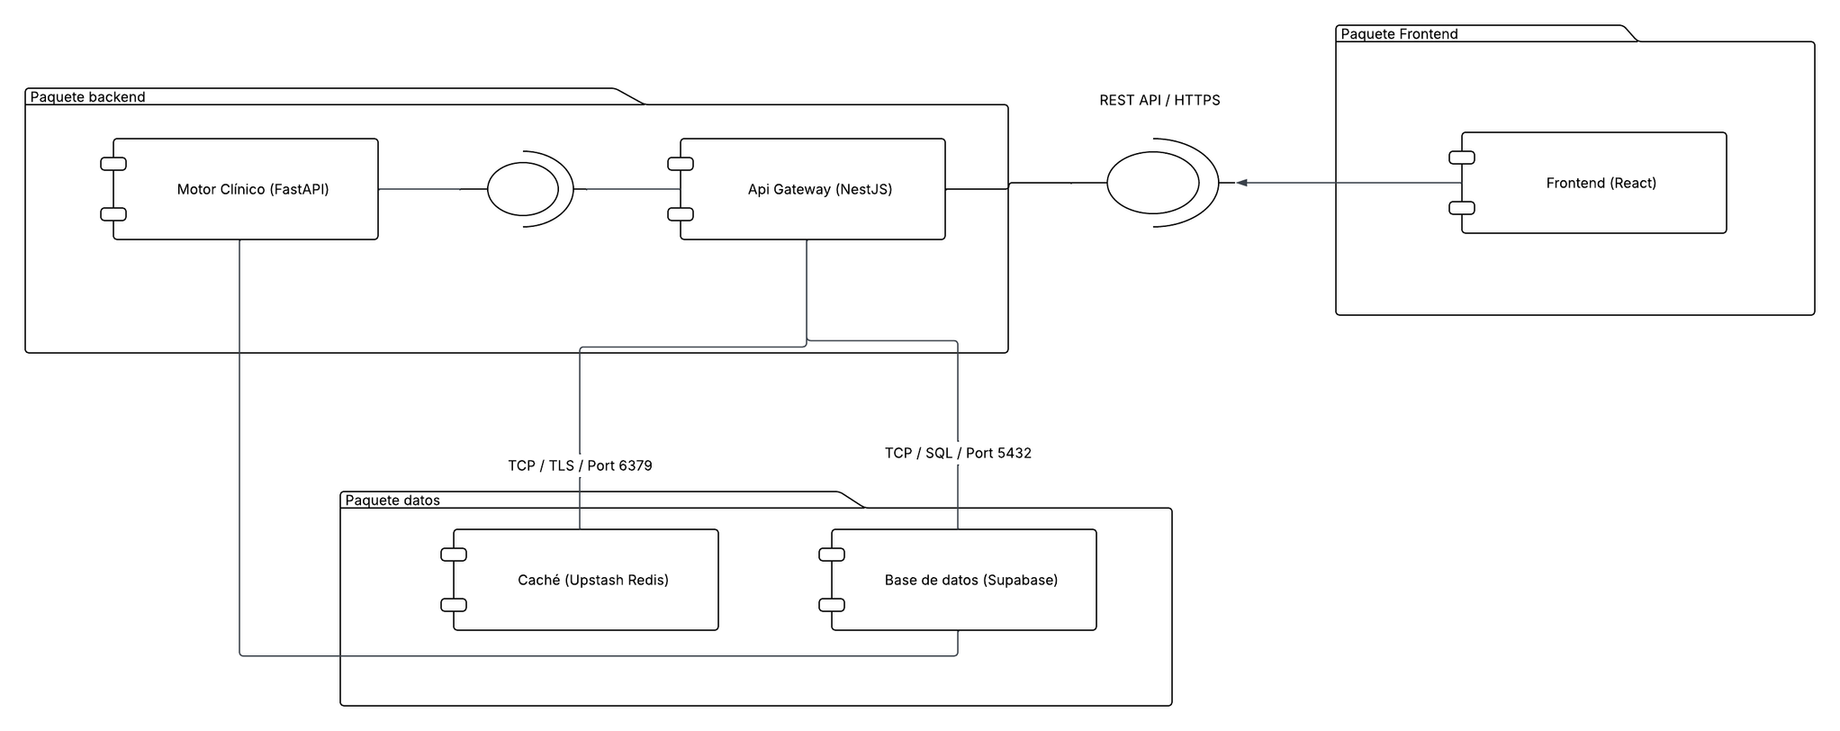 Paquete Frontend
Paquete backend
REST API / HTTPS
Motor Clínico (FastAPI)
Api Gateway (NestJS)
Frontend (React)
TCP / TLS / Port 6379
TCP / SQL / Port 5432
Paquete datos
Caché (Upstash Redis)
Base de datos (Supabase)